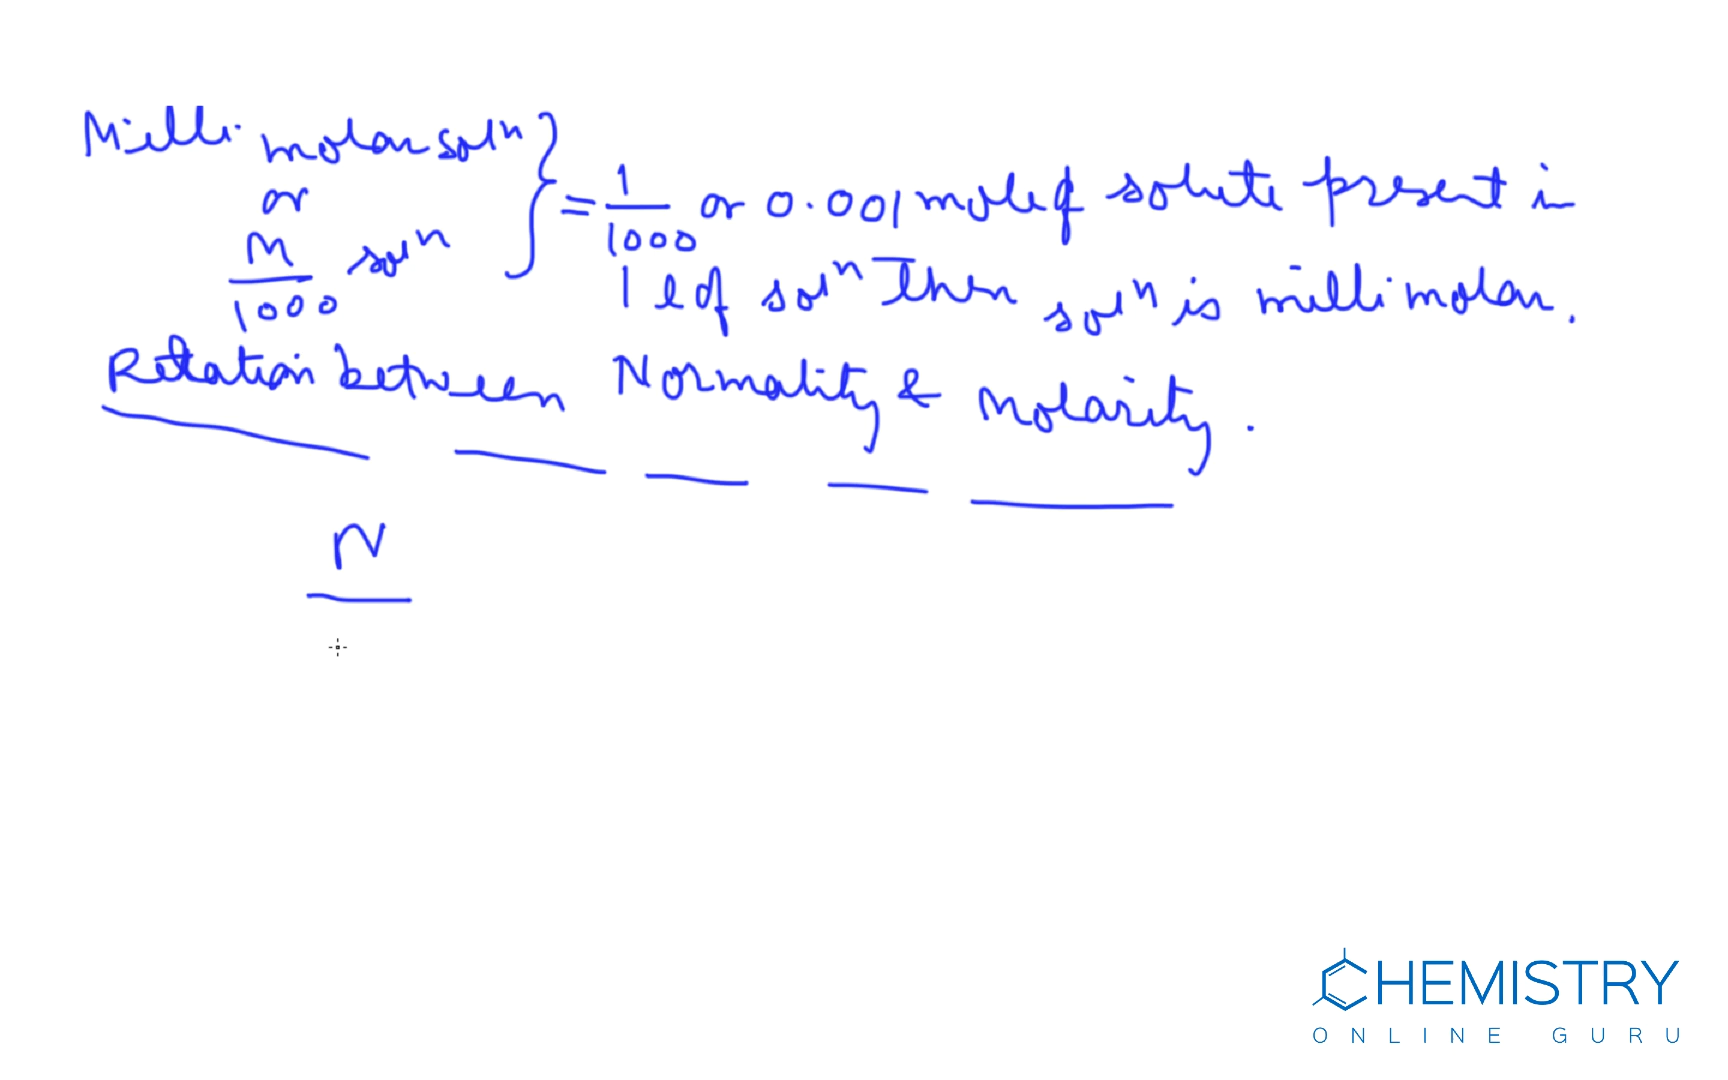 Milli molar solⁿ
or
M/1000 solⁿ } = 1/1000 or 0.001 mole of solute present in
1 l of solⁿ Then solⁿ is millimolar.
Relation between Normality & Molarity.
N
CHEMISTRY
ONLINE GURU